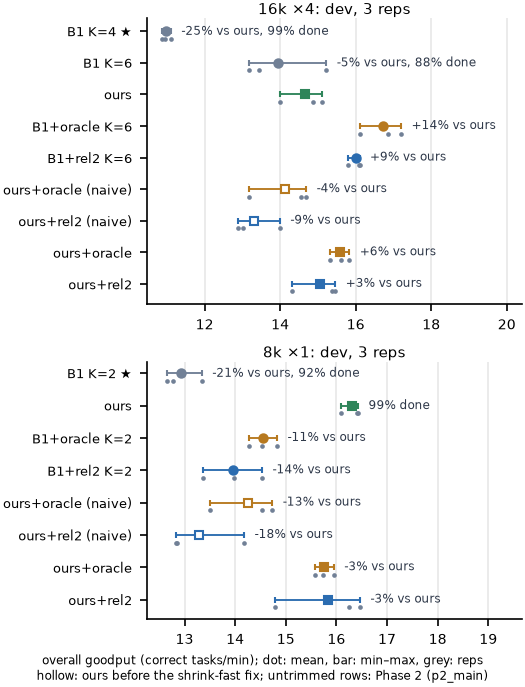 16k ×4: dev, 3 reps
B1 K=4 ★ -25% vs ours, 99% done
B1 K=6 -5% vs ours, 88% done
ours
B1+oracle K=6 +14% vs ours
B1+rel2 K=6 +9% vs ours
ours+oracle (naive) -4% vs ours
ours+rel2 (naive) -9% vs ours
ours+oracle +6% vs ours
ours+rel2 +3% vs ours
12 14 16 18 20
8k ×1: dev, 3 reps
B1 K=2 ★ -21% vs ours, 92% done
ours 99% done
B1+oracle K=2 -11% vs ours
B1+rel2 K=2 -14% vs ours
ours+oracle (naive) -13% vs ours
ours+rel2 (naive) -18% vs ours
ours+oracle -3% vs ours
ours+rel2 -3% vs ours
13 14 15 16 17 18 19
overall goodput (correct tasks/min); dot: mean, bar: min–max, grey: reps
hollow: ours before the shrink-fast fix; untrimmed rows: Phase 2 (p2_main)